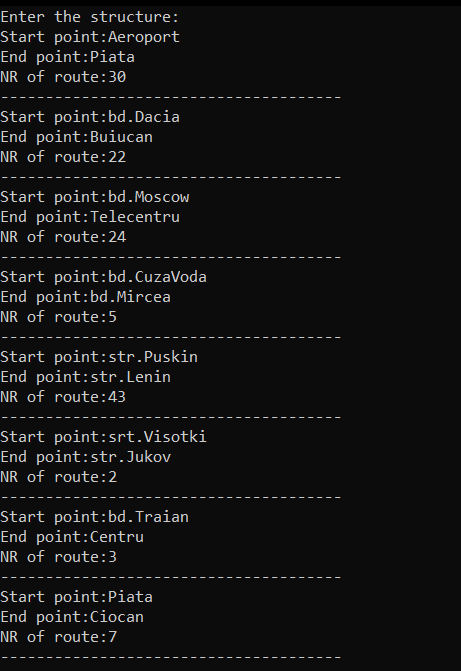 Enter the structure:
Start point:Aeroport
End point:Piata
NR of route:30
--------------------------------------
Start point:bd.Dacia
End point:Buiucan
NR of route:22
--------------------------------------
Start point:bd.Moscow
End point:Telecentru
NR of route:24
--------------------------------------
Start point:bd.CuzaVoda
End point:bd.Mircea
NR of route:5
--------------------------------------
Start point:str.Puskin
End point:str.Lenin
NR of route:43
--------------------------------------
Start point:srt.Visotki
End point:str.Jukov
NR of route:2
--------------------------------------
Start point:bd.Traian
End point:Centru
NR of route:3
--------------------------------------
Start point:Piata
End point:Ciocan
NR of route:7
--------------------------------------